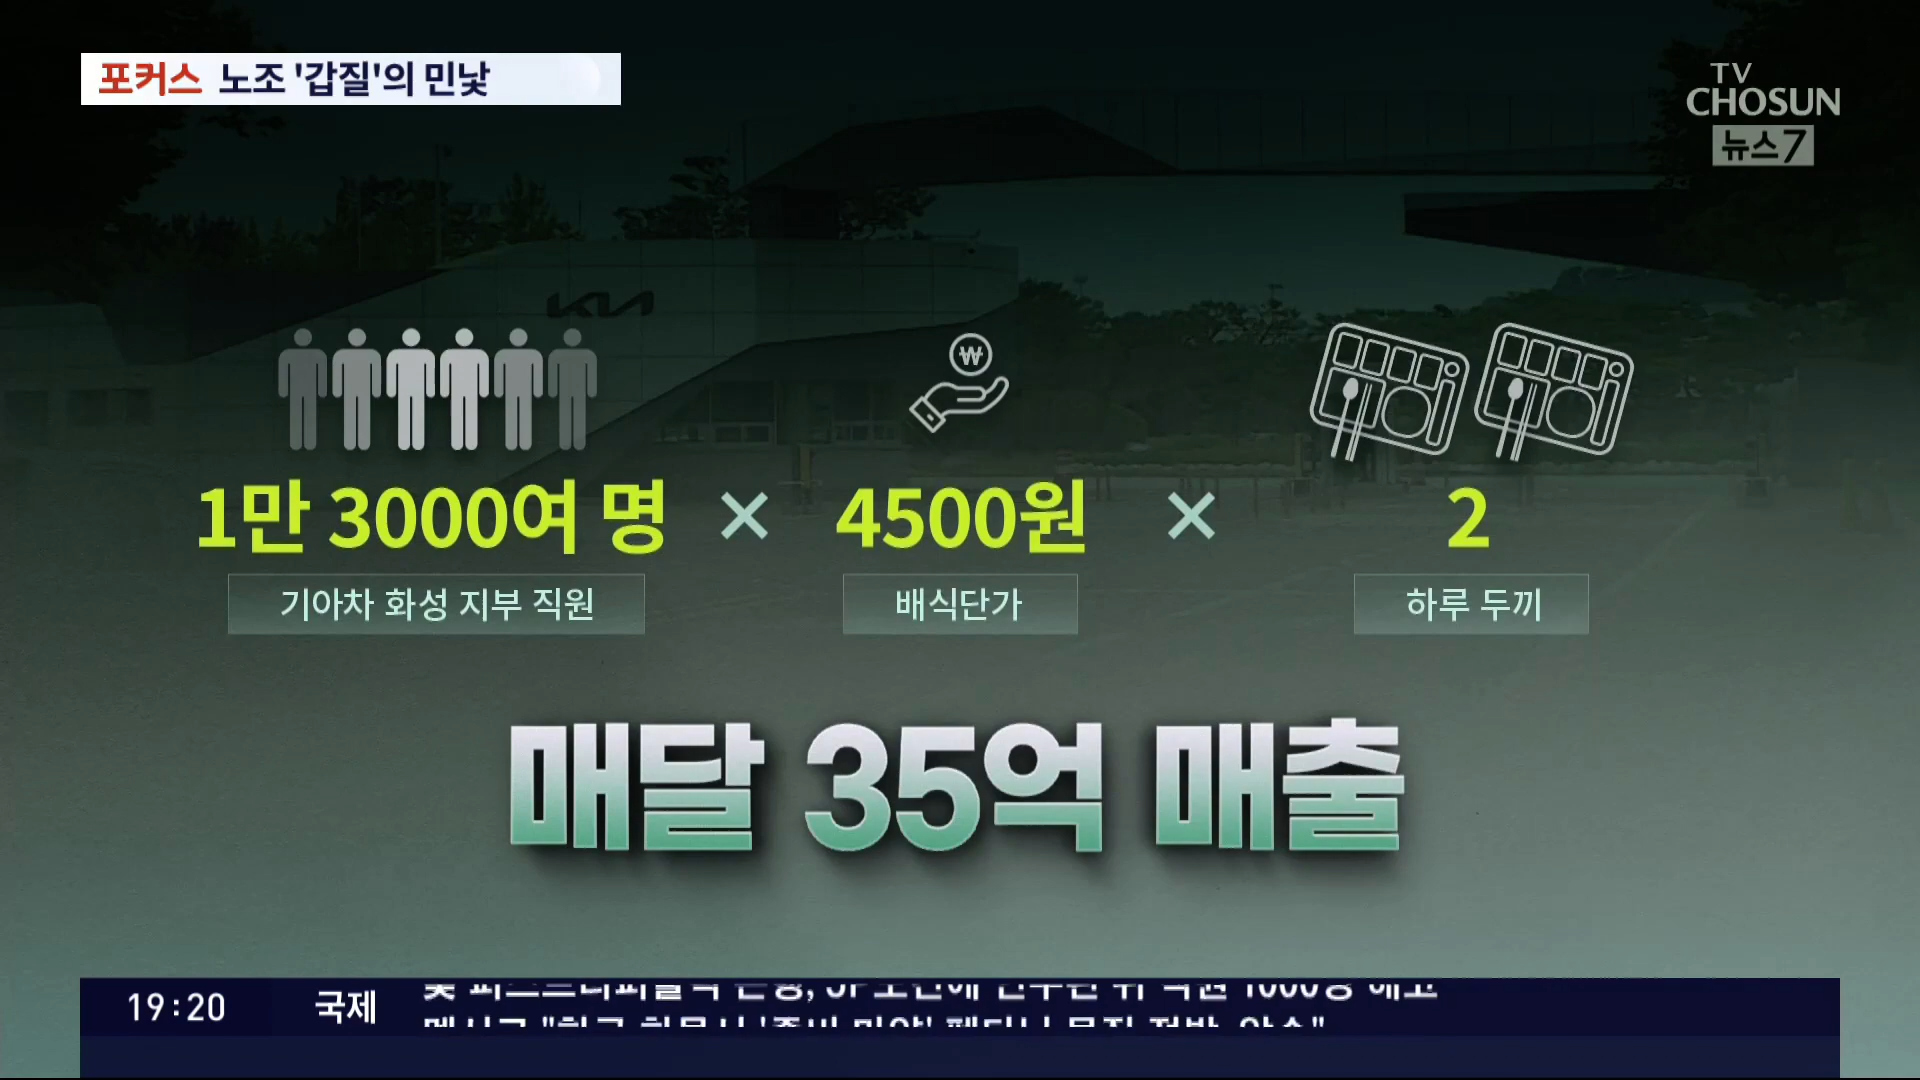 포커스 노조 '갑질'의 민낯
TV
CHOSUN
뉴스7
KIA
₩
1만 3000여 명 × 4500원 × 2
기아차 화성 지부 직원 배식단가 하루 두끼
매달 35억 매출
19:20 국제